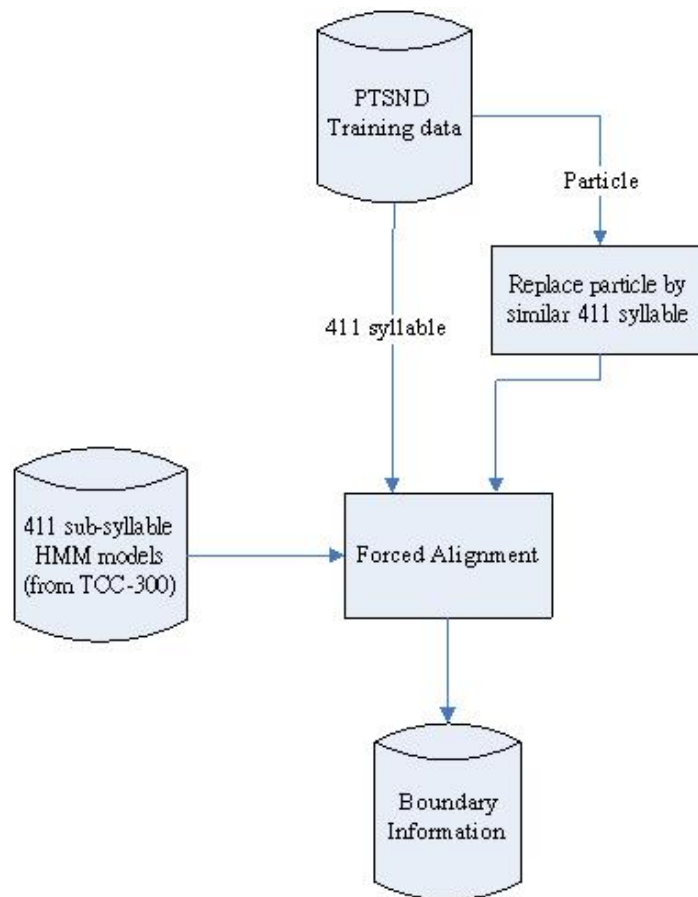 PTSND
Training data
Particle
Replace particle by
similar 411 syllable
411 syllable
411 sub-syllable
HMM models
(from TCC-300)
Forced Alignment
Boundary
Information